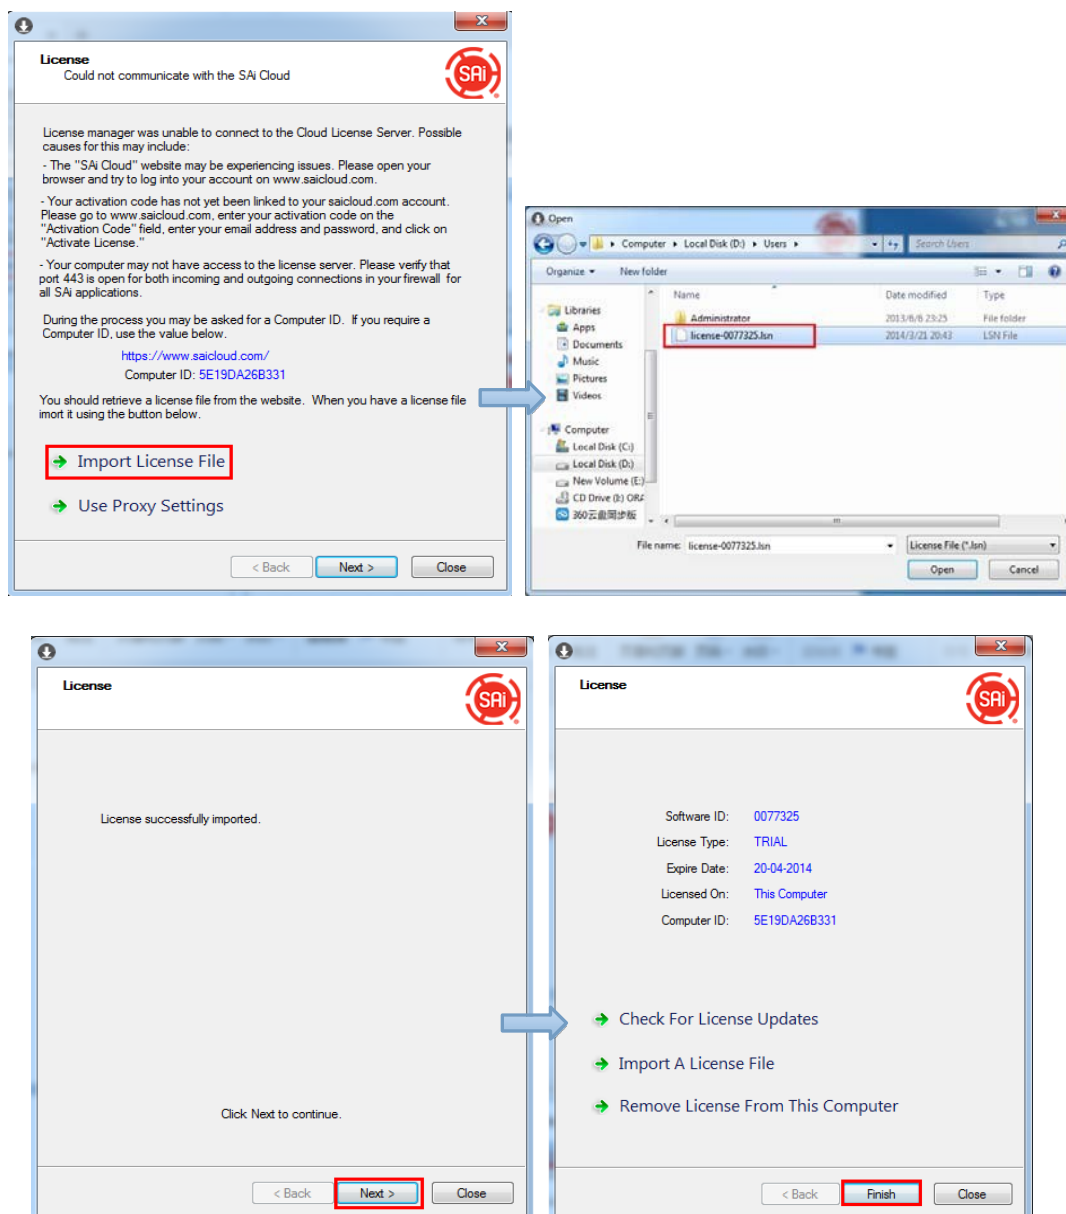 License
Could not communicate with the SAi Cloud
SAi
License manager was unable to connect to the Cloud License Server. Possible
causes for this may include:
- The "SAi Cloud" website may be experiencing issues. Please open your
browser and try to log into your account on www.saicloud.com.
- Your activation code has not yet been linked to your saicloud.com account.
Please go to www.saicloud.com, enter your activation code on the
"Activation Code" field, enter your email address and password, and click on
"Activate License."
- Your computer may not have access to the license server. Please verify that
port 443 is open for both incoming and outgoing connections in your firewall for
all SAi applications.
During the process you may be asked for a Computer ID. If you require a
Computer ID, use the value below.
https://www.saicloud.com/
Computer ID: 5E19DA26B331
You should retrieve a license file from the website. When you have a license file
imort it using the button below.
Import License File
Use Proxy Settings
< Back Next > Close
Open
Computer Local Disk (D:) Users Search Users
Organize New folder
Name Date modified Type
Libraries
Apps
Documents
Music
Pictures
Videos
Computer
Local Disk (C:)
Local Disk (D:)
New Volume (E:)
CD Drive (I:) ORA
360云盘同步版
Administrator 2013/6/6 23:25 File folder
license-0077325.lsn 2014/3/21 20:43 LSN File
File name: license-0077325.lsn License File (*.lsn)
Open Cancel
License
SAi
License successfully imported.
Click Next to continue.
< Back Next > Close
License
SAi
Software ID: 0077325
License Type: TRIAL
Expire Date: 20-04-2014
Licensed On: This Computer
Computer ID: 5E19DA26B331
Check For License Updates
Import A License File
Remove License From This Computer
< Back Finish Close